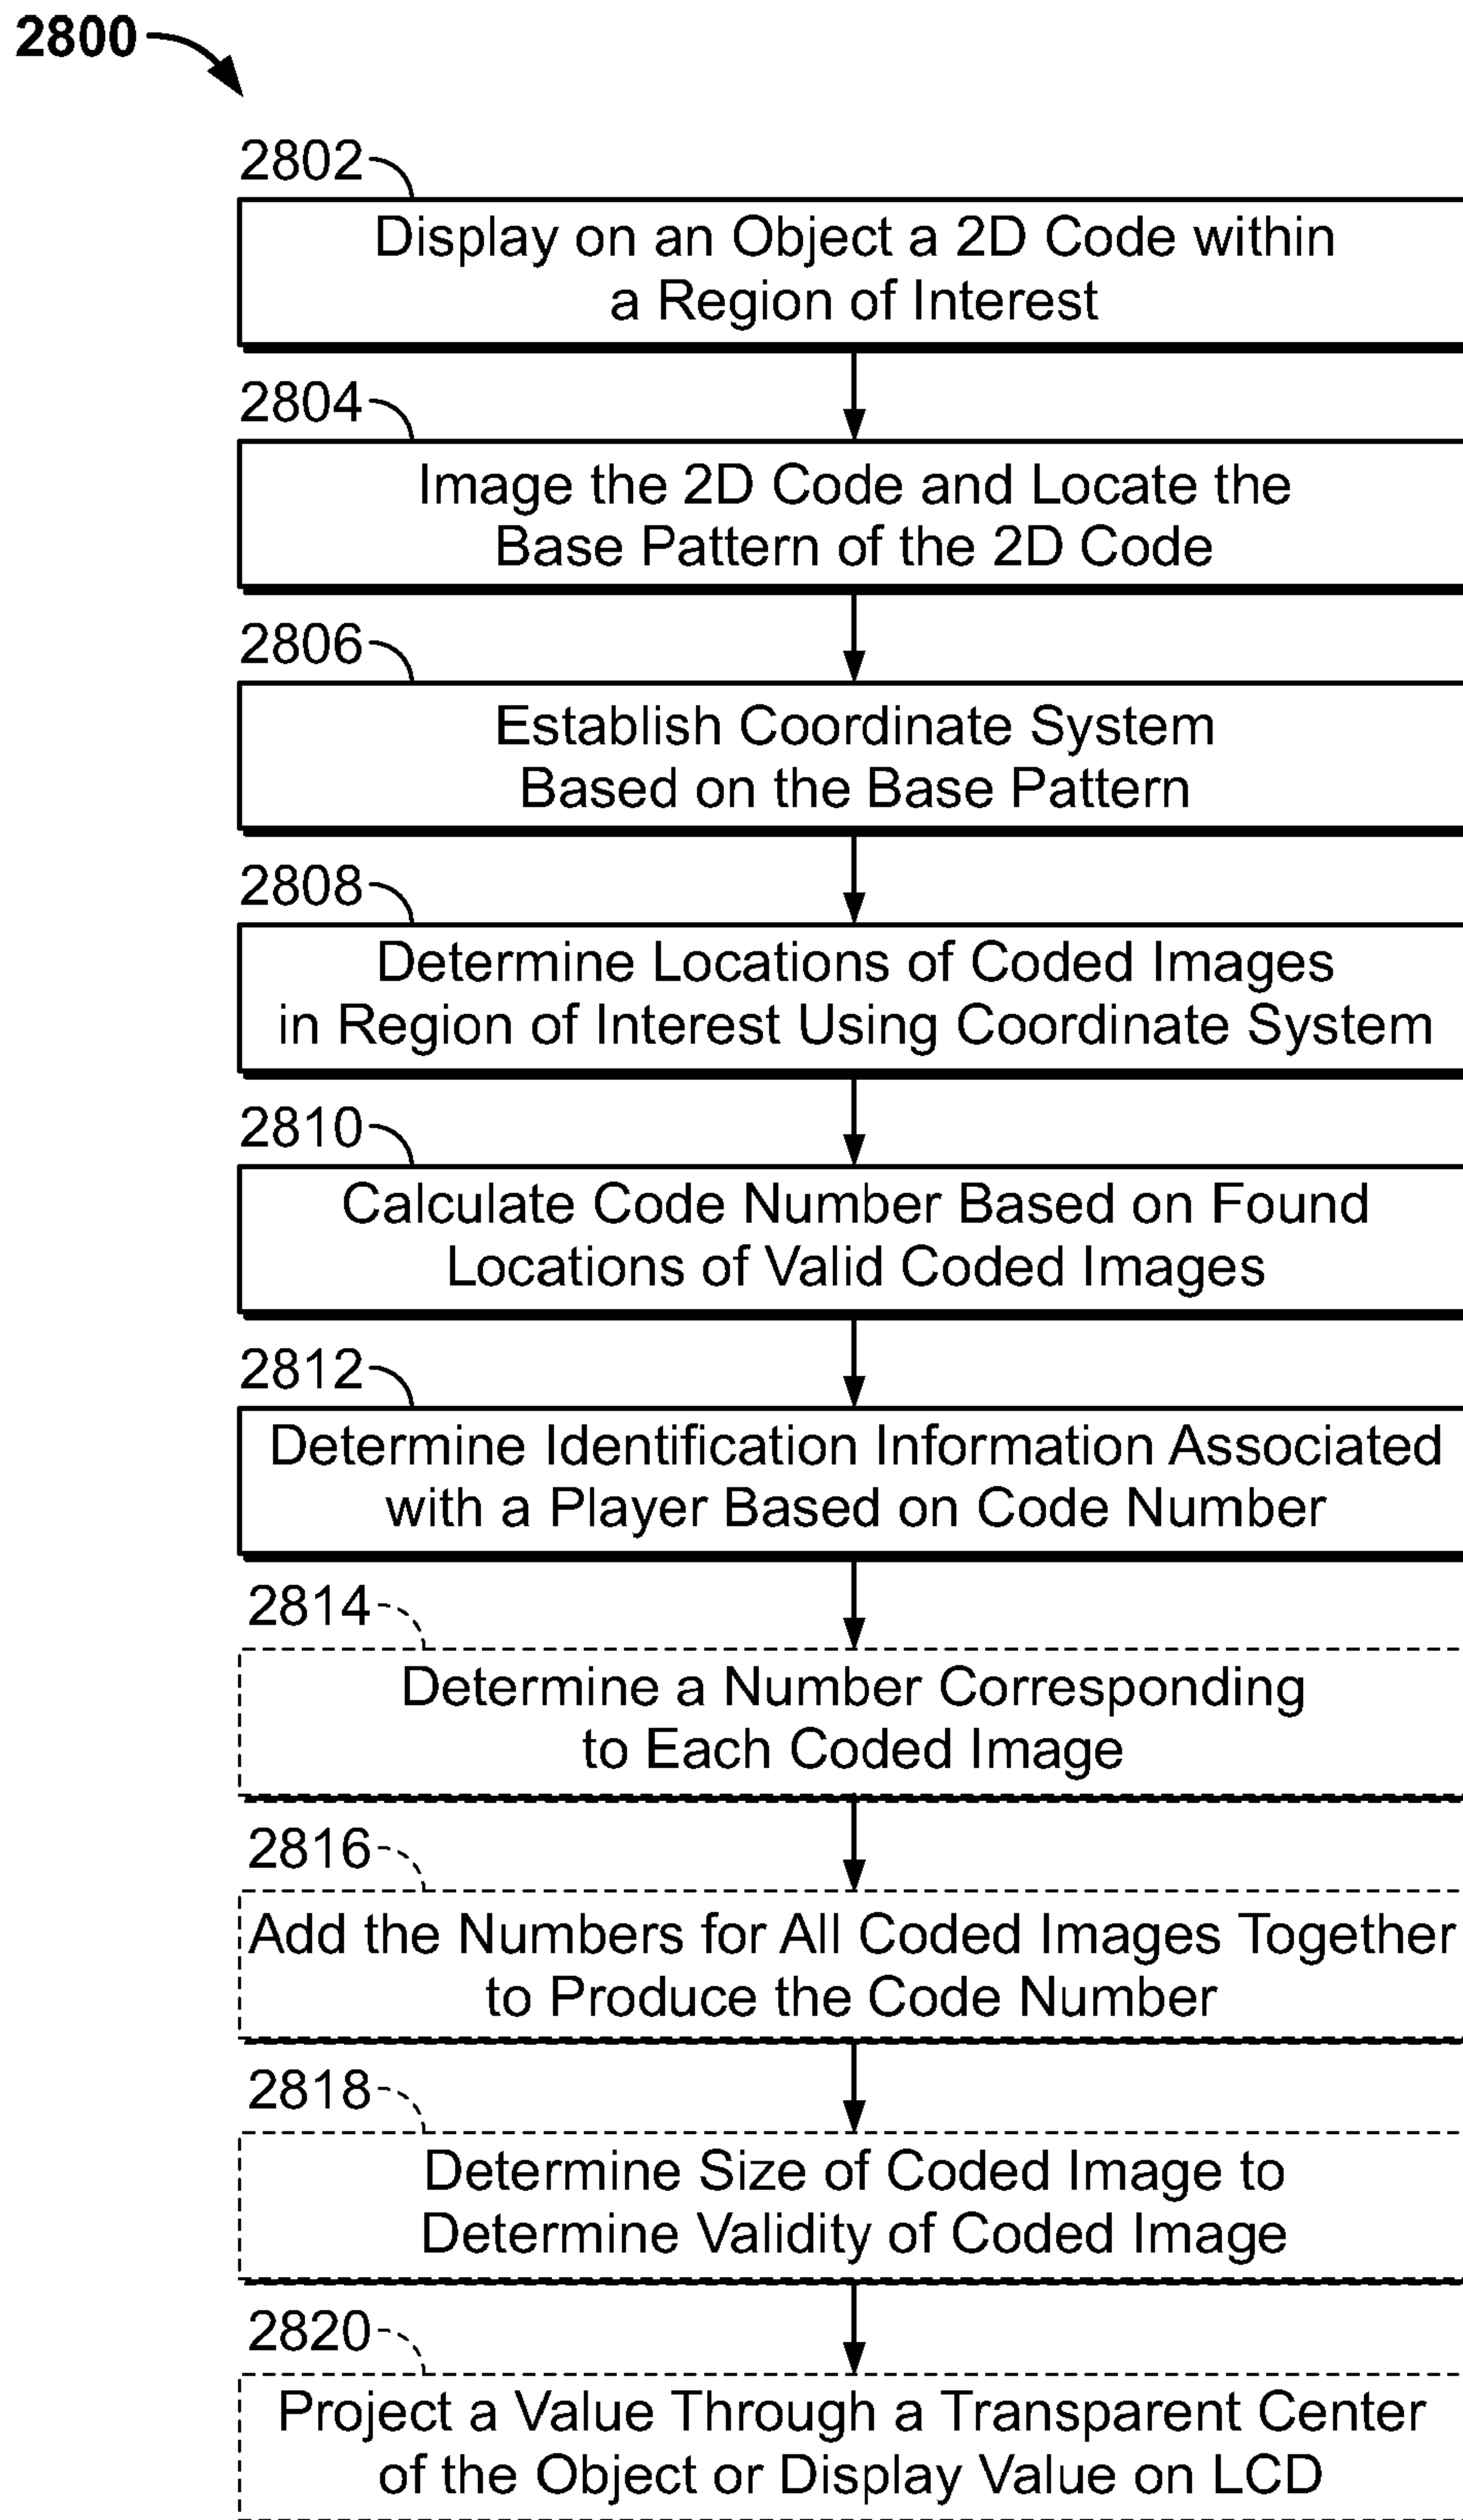 2800
2802
Display on an Object a 2D Code within
a Region of Interest
2804
Image the 2D Code and Locate the
Base Pattern of the 2D Code
2806
Establish Coordinate System
Based on the Base Pattern
2808
Determine Locations of Coded Images
in Region of Interest Using Coordinate System
2810
Calculate Code Number Based on Found
Locations of Valid Coded Images
2812
Determine Identification Information Associated
with a Player Based on Code Number
2814
Determine a Number Corresponding
to Each Coded Image
2816
Add the Numbers for All Coded Images Together
to Produce the Code Number
2818
Determine Size of Coded Image to
Determine Validity of Coded Image
2820
Project a Value Through a Transparent Center
of the Object or Display Value on LCD